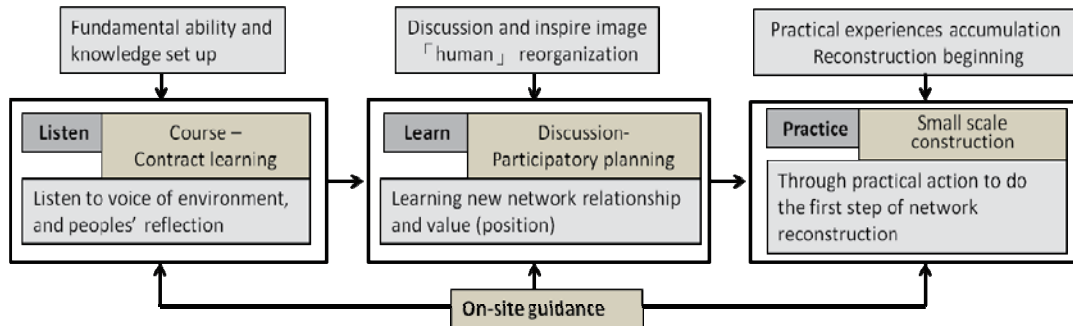 Fundamental ability and
knowledge set up
Discussion and inspire image
「human」 reorganization
Practical experiences accumulation
Reconstruction beginning
Listen
Course –
Contract learning
Listen to voice of environment,
and peoples' reflection
Learn
Discussion-
Participatory planning
Learning new network relationship
and value (position)
Practice
Small scale
construction
Through practical action to do
the first step of network
reconstruction
On-site guidance